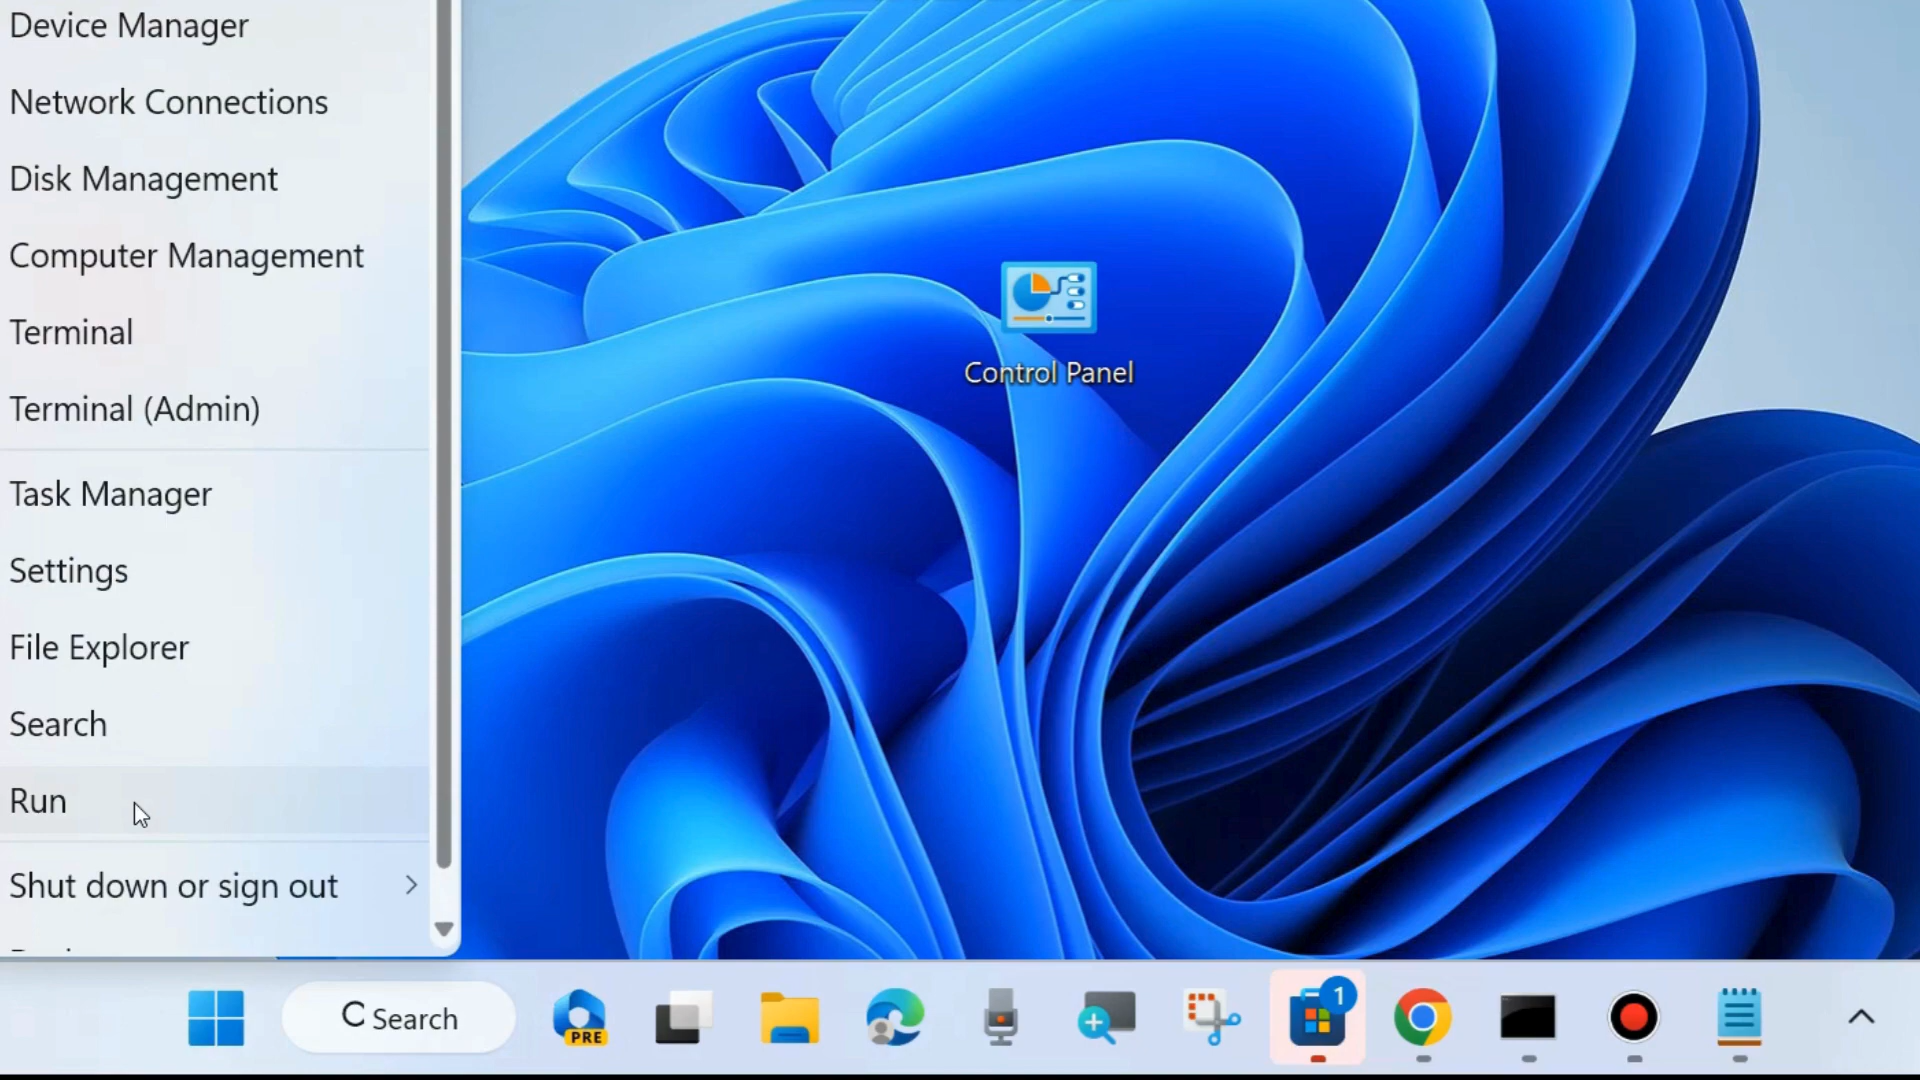 Device Manager
Network Connections
Disk Management
Computer Management
Terminal
Terminal (Admin)
Task Manager
Settings
File Explorer
Search
Run
Shut down or sign out
Control Panel
Search
PRE
1